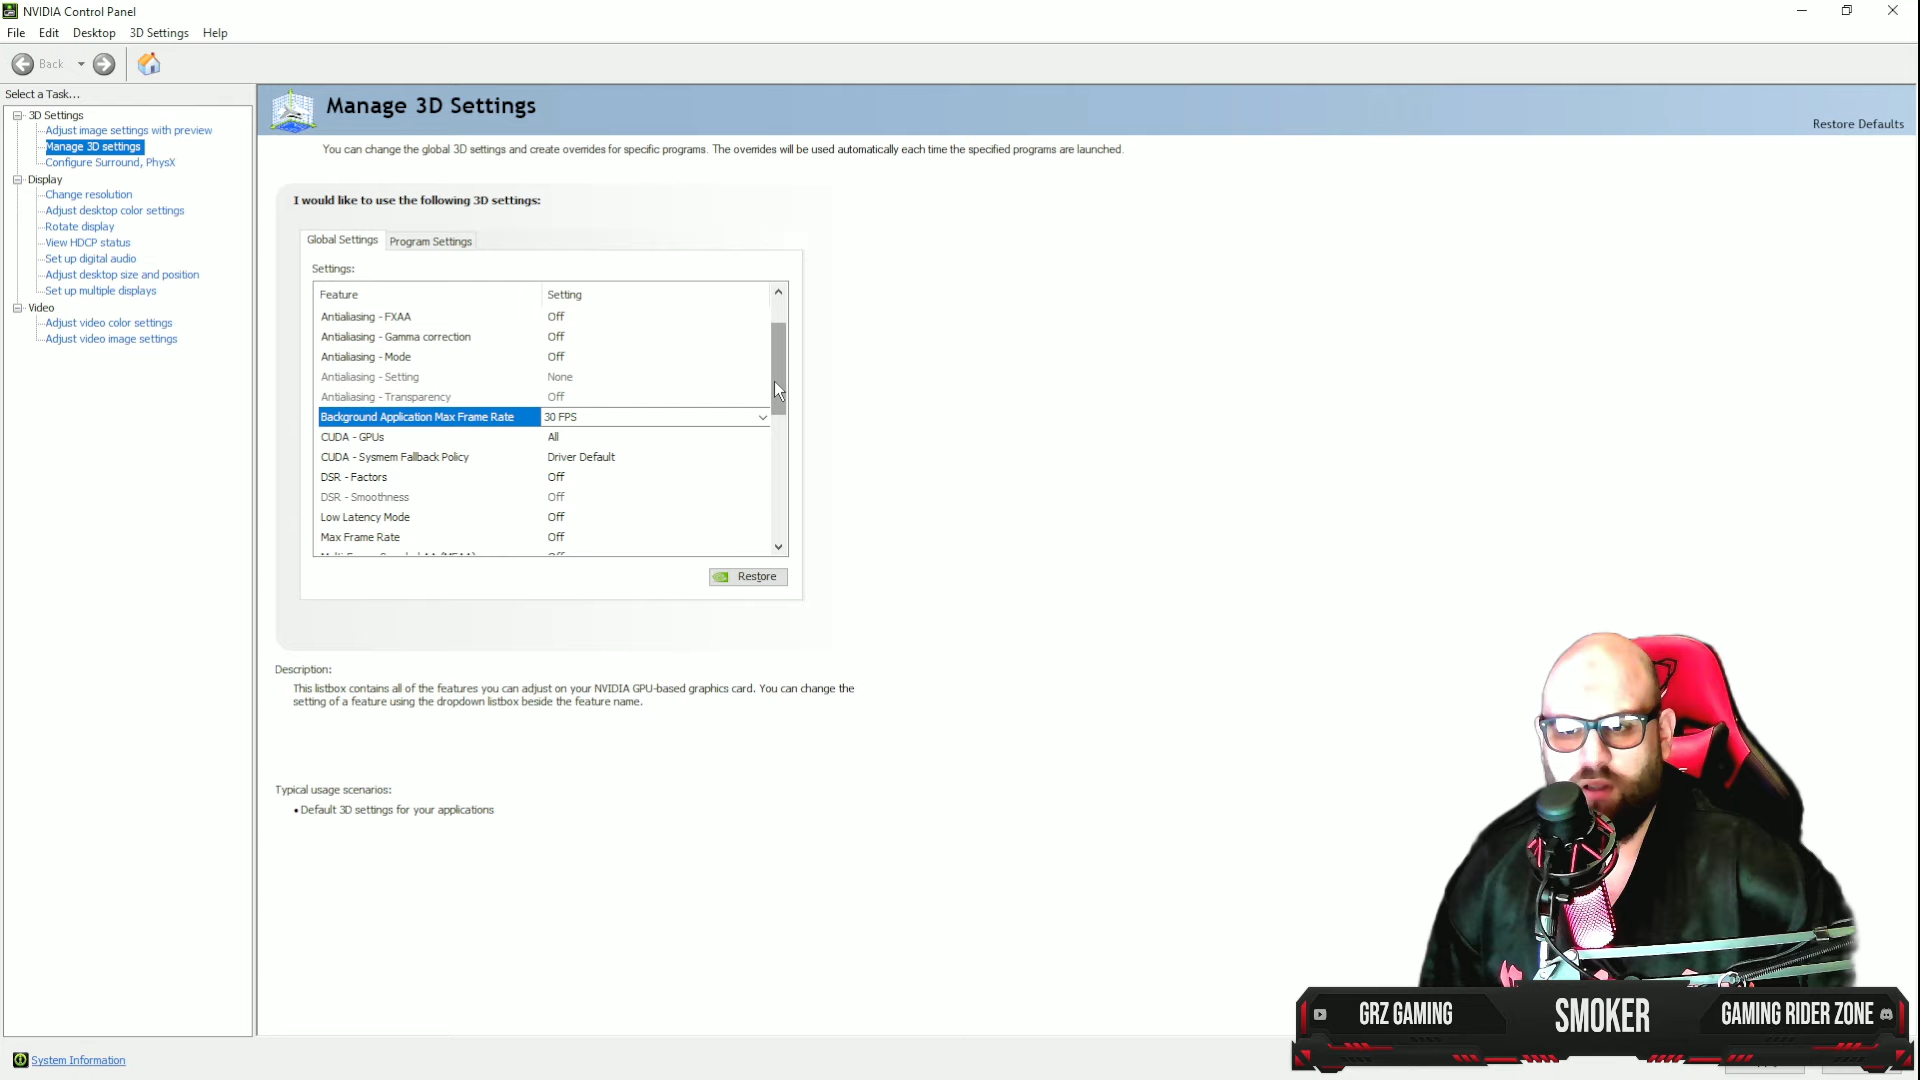 NVIDIA Control Panel
File Edit Desktop 3D Settings Help
Back
Select a Task...
3D Settings
Adjust image settings with preview
Manage 3D settings
Configure Surround, PhysX
Display
Change resolution
Adjust desktop color settings
Rotate display
View HDCP status
Set up digital audio
Adjust desktop size and position
Set up multiple displays
Video
Adjust video color settings
Adjust video image settings
System Information
Manage 3D Settings
Restore Defaults
You can change the global 3D settings and create overrides for specific programs. The overrides will be used automatically each time the specified programs are launched.
I would like to use the following 3D settings:
Global Settings Program Settings
Settings:
Feature Setting
Antialiasing - FXAA Off
Antialiasing - Gamma correction Off
Antialiasing - Mode Off
Antialiasing - Setting None
Antialiasing - Transparency Off
Background Application Max Frame Rate 30 FPS
CUDA - GPUs All
CUDA - Sysmem Fallback Policy Driver Default
DSR - Factors Off
DSR - Smoothness Off
Low Latency Mode Off
Max Frame Rate Off
Restore
Description:
This listbox contains all of the features you can adjust on your NVIDIA GPU-based graphics card. You can change the
setting of a feature using the dropdown listbox beside the feature name.
Typical usage scenarios:
• Default 3D settings for your applications
GRZ GAMING SMOKER GAMING RIDER ZONE